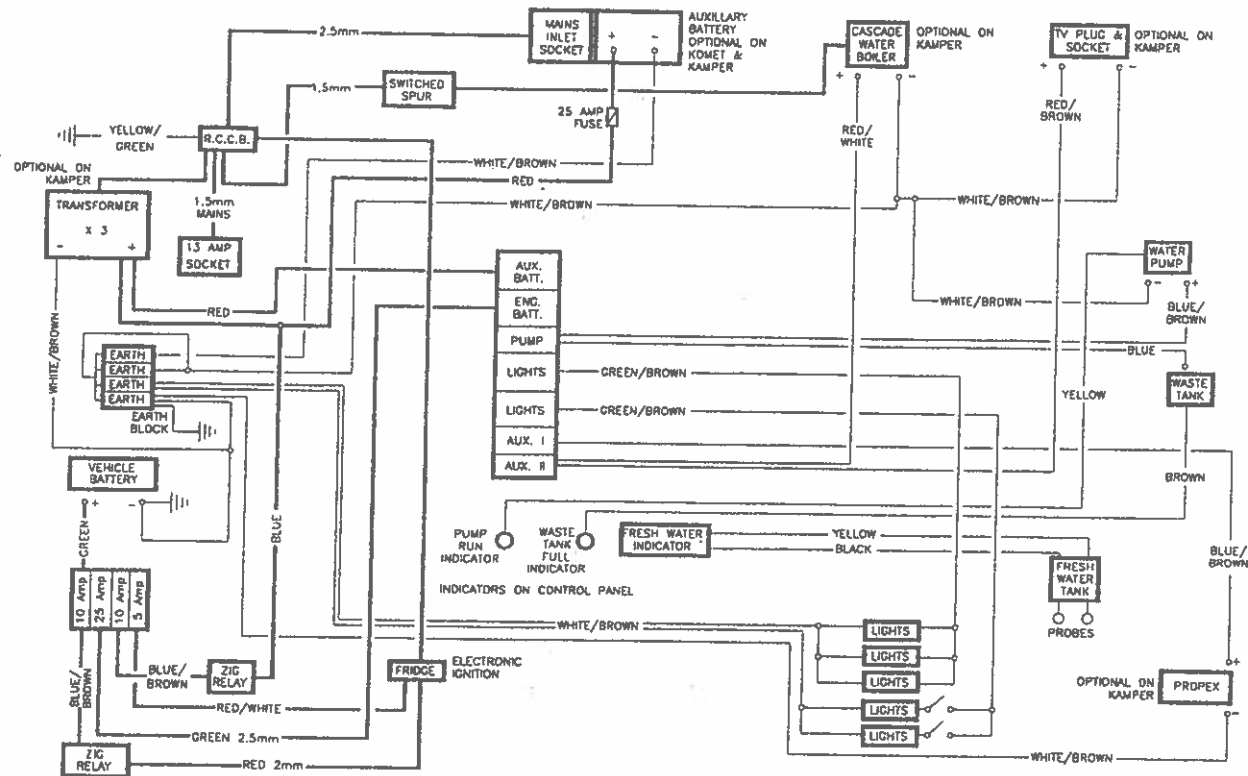 2.5mm
MAINS
INLET
SOCKET
+ -
AUXILLARY
BATTERY
OPTIONAL ON
KOMET &
KAMPER
CASCADE
WATER
BOILER
+ -
OPTIONAL ON
KAMPER
TV PLUG &
SOCKET
+ -
OPTIONAL ON
KAMPER
1.5mm
SWITCHED
SPUR
25 AMP
FUSE
RED/
WHITE
RED/
BROWN
YELLOW/
GREEN
R.C.C.B.
WHITE/BROWN
RED
WHITE/BROWN
WHITE/BROWN
OPTIONAL ON
KAMPER
TRANSFORMER
X 3
- +
1.5mm
MAINS
13 AMP
SOCKET
WATER
PUMP
- +
WHITE/BROWN
BLUE/
BROWN
BLUE
WASTE
TANK
YELLOW
BROWN
RED
AUX.
BATT.
ENG.
BATT.
PUMP
LIGHTS
LIGHTS
AUX. I
AUX. II
GREEN/BROWN
GREEN/BROWN
WHITE/BROWN
EARTH
EARTH
EARTH
EARTH
EARTH
BLOCK
VEHICLE
BATTERY
+ -
GREEN
BLUE
10 Amp
25 Amp
10 Amp
5 Amp
PUMP
RUN
INDICATOR
WASTE
TANK
FULL
INDICATOR
FRESH WATER
INDICATOR
YELLOW
BLACK
INDICATORS ON CONTROL PANEL
FRESH
WATER
TANK
PROBES
BLUE/
BROWN
WHITE/BROWN
LIGHTS
LIGHTS
LIGHTS
LIGHTS
LIGHTS
BLUE/
BROWN
BLUE/
BROWN
ZIG
RELAY
RED/WHITE
FRIDGE
ELECTRONIC
IGNITION
GREEN 2.5mm
ZIG
RELAY
RED 2mm
OPTIONAL ON
KAMPER
PROPEX
+
-
WHITE/BROWN